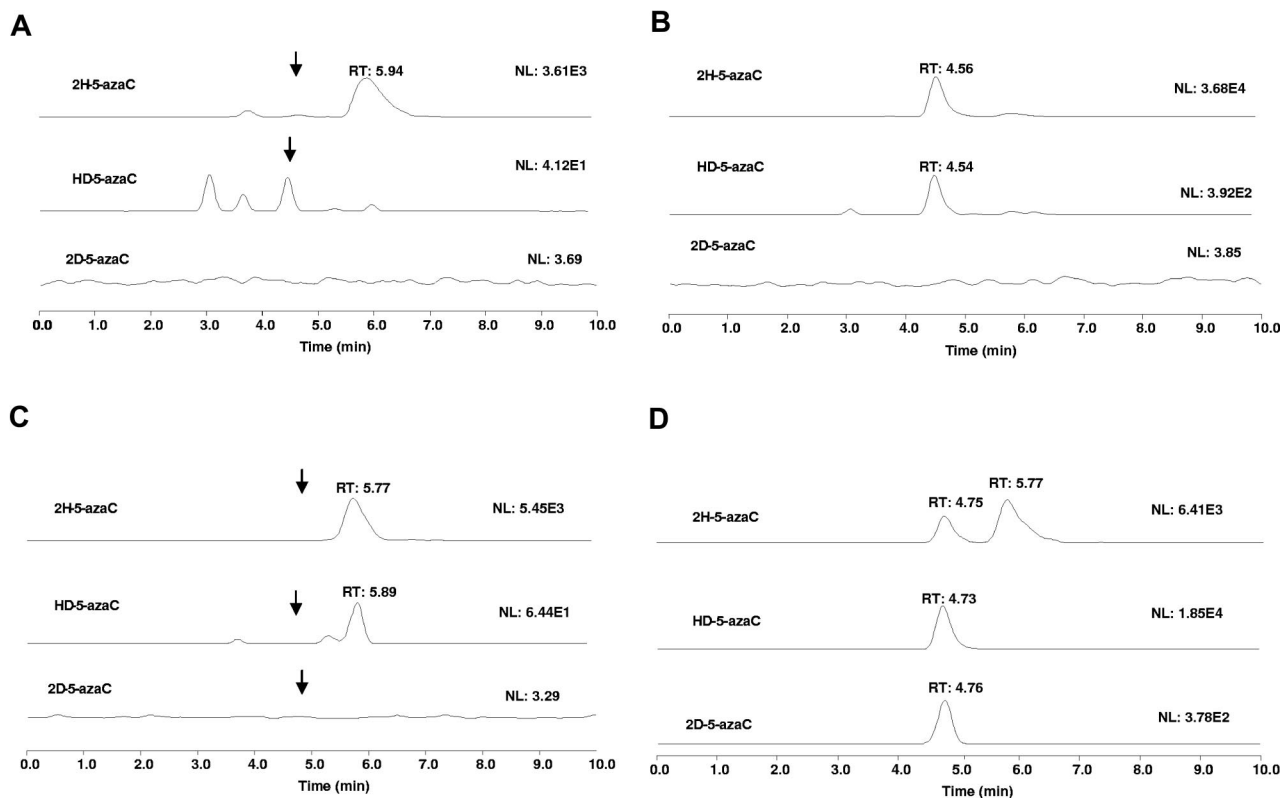 A
2H-5-azaC RT: 5.94 NL: 3.61E3
HD-5-azaC NL: 4.12E1
2D-5-azaC NL: 3.69
0.0 1.0 2.0 3.0 4.0 5.0 6.0 7.0 8.0 9.0 10.0
Time (min)
B
2H-5-azaC RT: 4.56 NL: 3.68E4
HD-5-azaC RT: 4.54 NL: 3.92E2
2D-5-azaC NL: 3.85
0.0 1.0 2.0 3.0 4.0 5.0 6.0 7.0 8.0 9.0 10.0
Time (min)
C
2H-5-azaC RT: 5.77 NL: 5.45E3
HD-5-azaC RT: 5.89 NL: 6.44E1
2D-5-azaC NL: 3.29
0.0 1.0 2.0 3.0 4.0 5.0 6.0 7.0 8.0 9.0 10.0
Time (min)
D
2H-5-azaC RT: 4.75 RT: 5.77 NL: 6.41E3
HD-5-azaC RT: 4.73 NL: 1.85E4
2D-5-azaC RT: 4.76 NL: 3.78E2
0.0 1.0 2.0 3.0 4.0 5.0 6.0 7.0 8.0 9.0 10.0
Time (min)